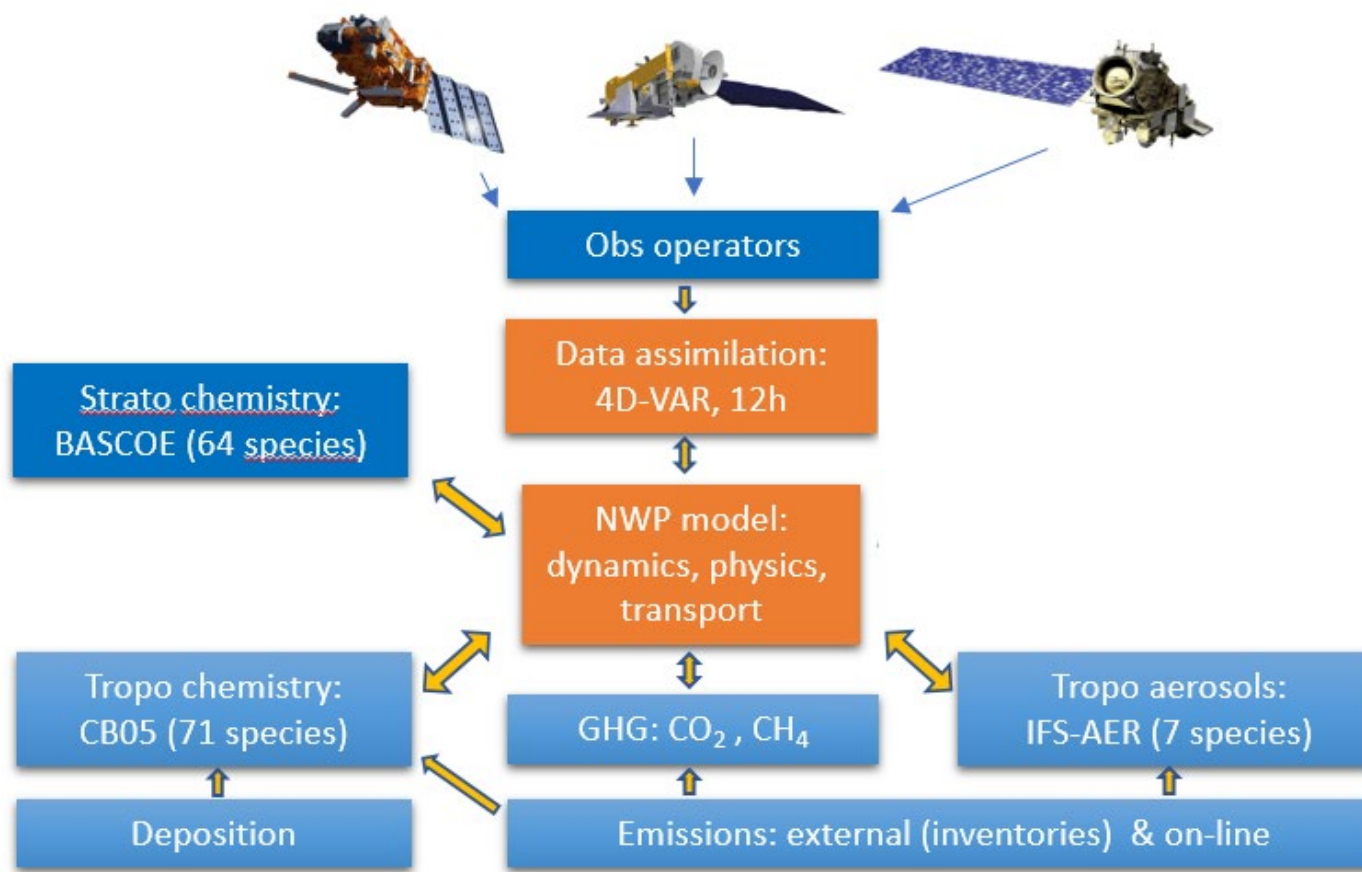 Obs operators
Data assimilation:
4D-VAR, 12h
Strato chemistry:
BASCOE (64 species)
NWP model:
dynamics, physics,
transport
Tropo chemistry:
CB05 (71 species)
GHG: CO₂ , CH₄
Tropo aerosols:
IFS-AER (7 species)
Deposition
Emissions: external (inventories) & on-line